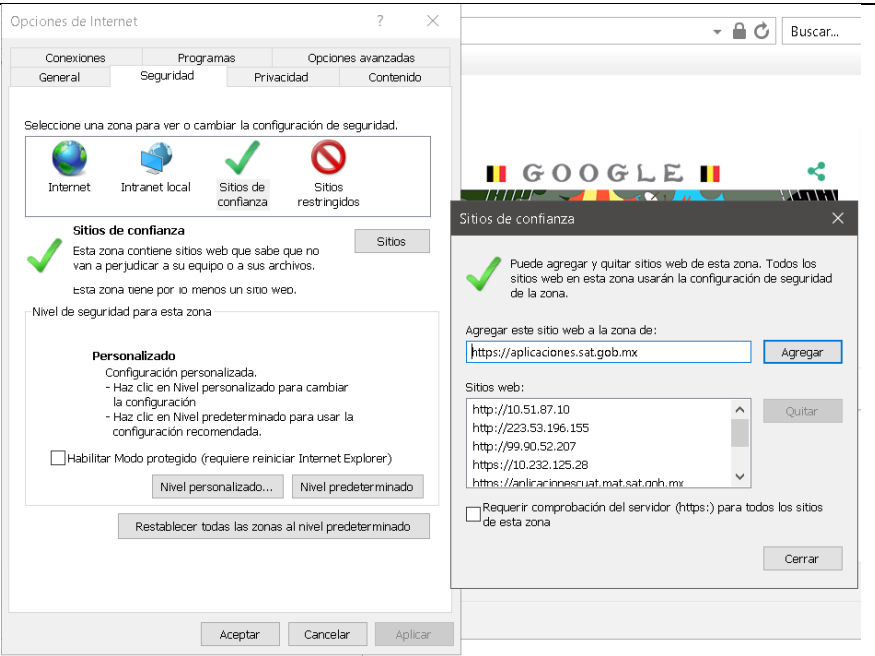 Opciones de Internet
?
Conexiones
Programas
Opciones avanzadas
General
Seguridad
Privacidad
Contenido
Seleccione una zona para ver o cambiar la configuración de seguridad.
Internet
Intranet local
Sitios de
confianza
Sitios
restringidos
Sitios de confianza
Esta zona contiene sitios web que sabe que no
van a perjudicar a su equipo o a sus archivos.
Esta zona tiene por lo menos un sitio web.
Sitios
Nivel de seguridad para esta zona
Personalizado
Configuración personalizada.
- Haz clic en Nivel personalizado para cambiar
la configuración
- Haz clic en Nivel predeterminado para usar la
configuración recomendada.
Habilitar Modo protegido (requiere reiniciar Internet Explorer)
Nivel personalizado...
Nivel predeterminado
Restablecer todas las zonas al nivel predeterminado
Aceptar
Cancelar
Aplicar
Buscar...
GOOGLE
Sitios de confianza
Puede agregar y quitar sitios web de esta zona. Todos los
sitios web en esta zona usarán la configuración de seguridad
de la zona.
Agregar este sitio web a la zona de:
https://aplicaciones.sat.gob.mx
Agregar
Sitios web:
http://10.51.87.10
http://223.53.196.155
http://99.90.52.207
https://10.232.125.28
https://aplicacionescuat.mat.sat.gob.mx
Quitar
Requerir comprobación del servidor (https:) para todos los sitios
de esta zona
Cerrar